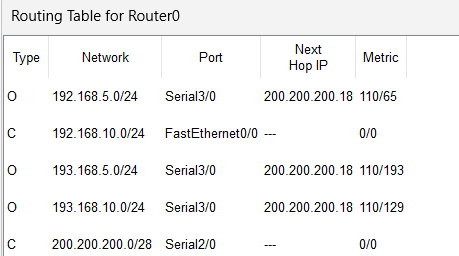 Routing Table for Router0
Type Network Port Next Hop IP Metric
O 192.168.5.0/24 Serial3/0 200.200.200.18 110/65
C 192.168.10.0/24 FastEthernet0/0 --- 0/0
O 193.168.5.0/24 Serial3/0 200.200.200.18 110/193
O 193.168.10.0/24 Serial3/0 200.200.200.18 110/129
C 200.200.200.0/28 Serial2/0 --- 0/0